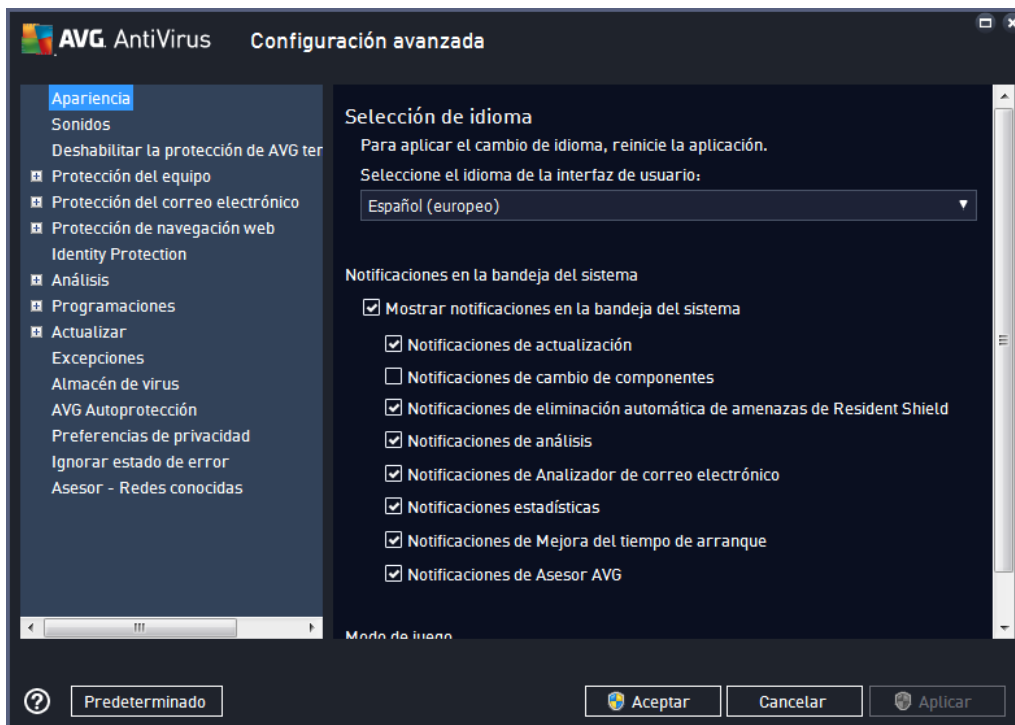 AVG. AntiVirus Configuración avanzada
Apariencia
Sonidos
Deshabilitar la protección de AVG ter
Protección del equipo
Protección del correo electrónico
Protección de navegación web
Identity Protection
Análisis
Programaciones
Actualizar
Excepciones
Almacén de virus
AVG Autoprotección
Preferencias de privacidad
Ignorar estado de error
Asesor - Redes conocidas
Selección de idioma
Para aplicar el cambio de idioma, reinicie la aplicación.
Seleccione el idioma de la interfaz de usuario:
Español (europeo)
Notificaciones en la bandeja del sistema
Mostrar notificaciones en la bandeja del sistema
Notificaciones de actualización
Notificaciones de cambio de componentes
Notificaciones de eliminación automática de amenazas de Resident Shield
Notificaciones de análisis
Notificaciones de Analizador de correo electrónico
Notificaciones estadísticas
Notificaciones de Mejora del tiempo de arranque
Notificaciones de Asesor AVG
Modo de juego
? Predeterminado Aceptar Cancelar Aplicar